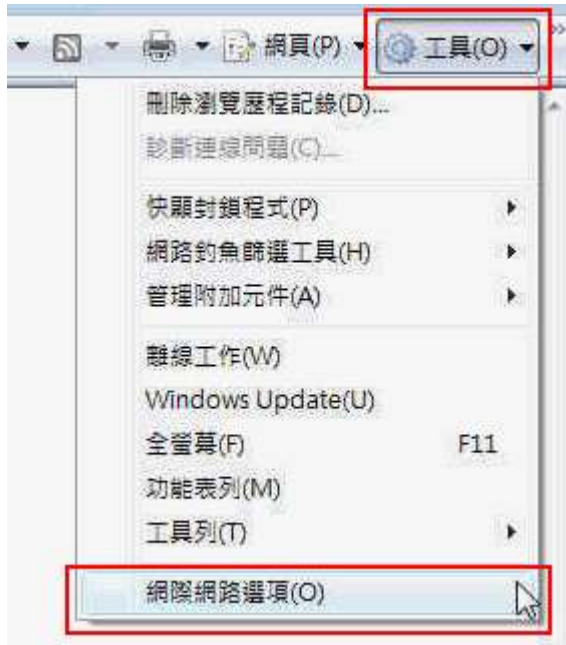 網頁(P) 工具(O)
刪除瀏覽歷程記錄(D)...
診斷連線問題(C)...
快顯封鎖程式(P)
網路釣魚篩選工具(H)
管理附加元件(A)
離線工作(W)
Windows Update(U)
全螢幕(F) F11
功能表列(M)
工具列(T)
網際網路選項(O)